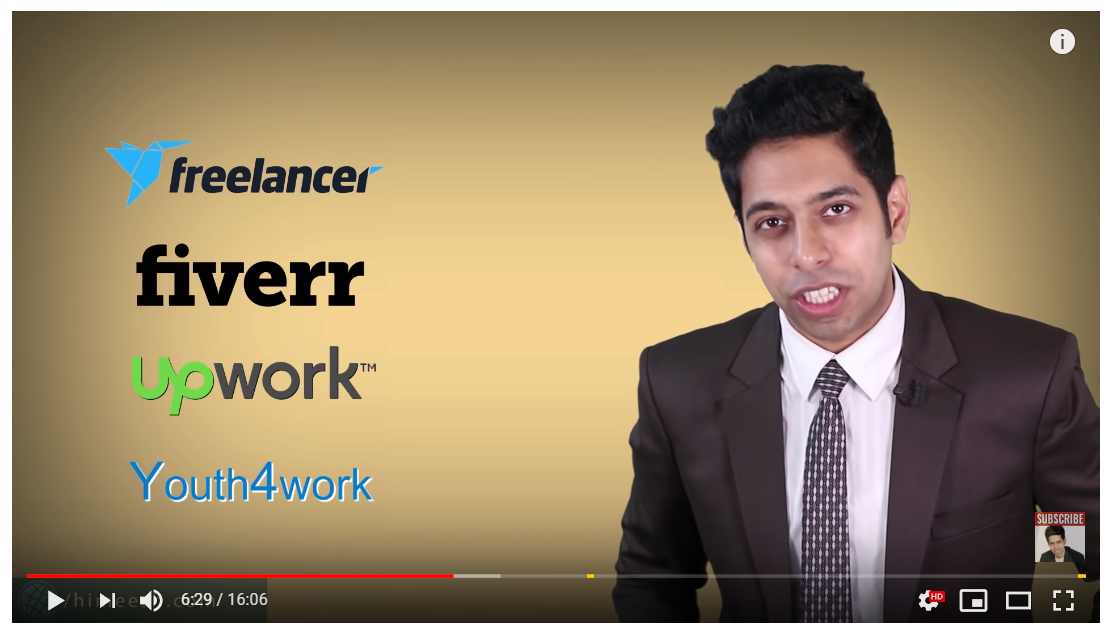 freelancer
fiverr
upwork™
Youth4work
SUBSCRIBE
6:29 / 16:06
HD